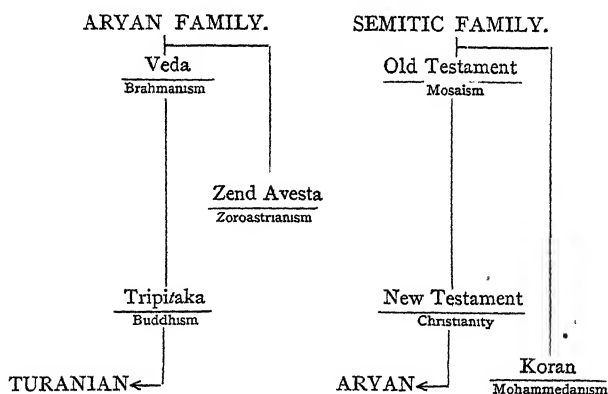 ARYAN FAMILY.
Veda
Brahmanism
Zend Avesta
Zoroastrianism
Tripitaka
Buddhism
TURANIAN
SEMITIC FAMILY.
Old Testament
Mosaism
New Testament
Christianity
ARYAN
Koran
Mohammedanism